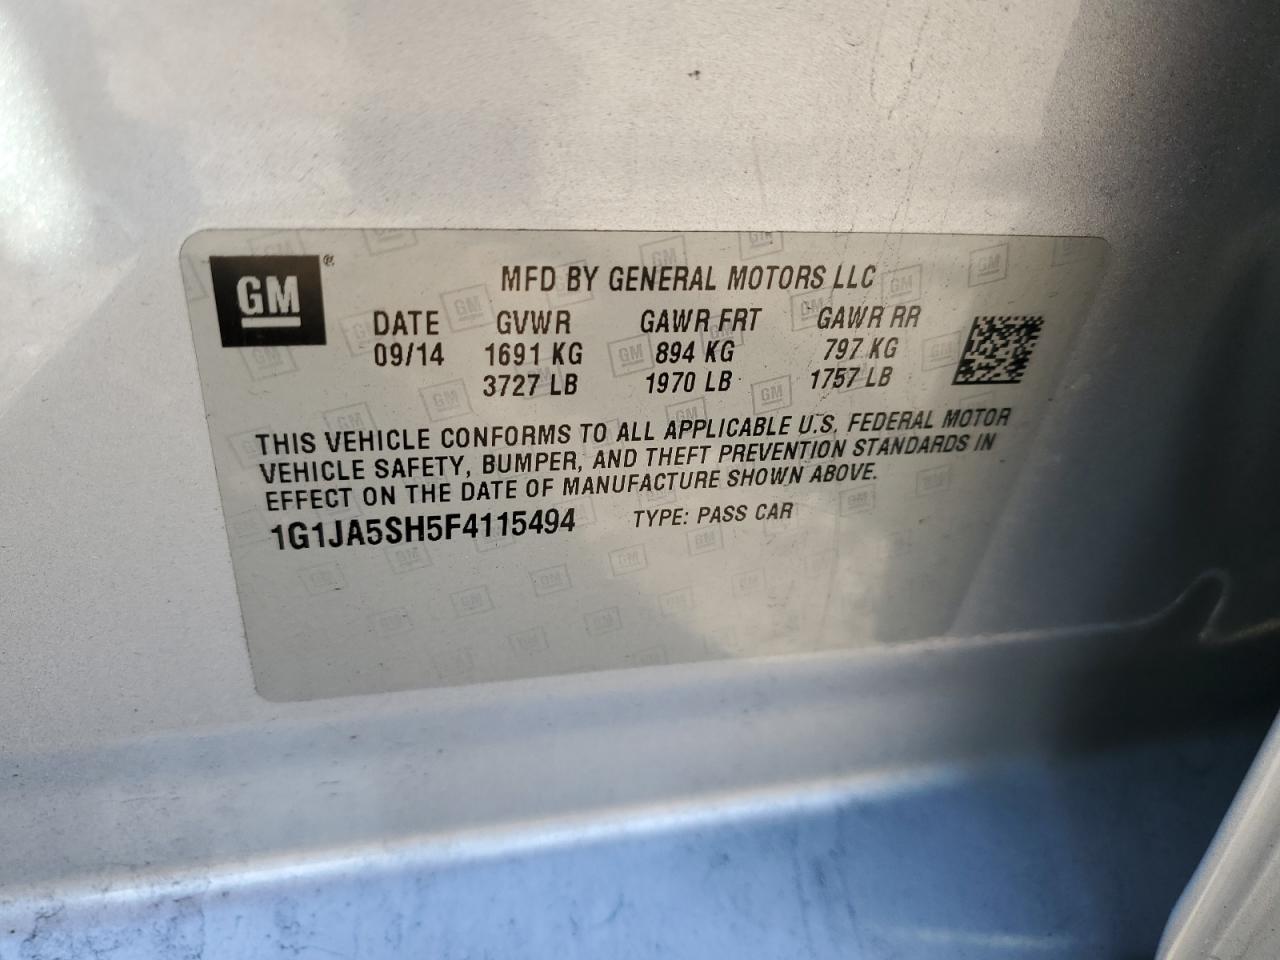 GM®
MFD BY GENERAL MOTORS LLC
DATE GVWR GAWR FRT GAWR RR
09/14 1691 KG 894 KG 797 KG
3727 LB 1970 LB 1757 LB
THIS VEHICLE CONFORMS TO ALL APPLICABLE U.S. FEDERAL MOTOR
VEHICLE SAFETY, BUMPER, AND THEFT PREVENTION STANDARDS IN
EFFECT ON THE DATE OF MANUFACTURE SHOWN ABOVE.
1G1JA5SH5F4115494 TYPE: PASS CAR